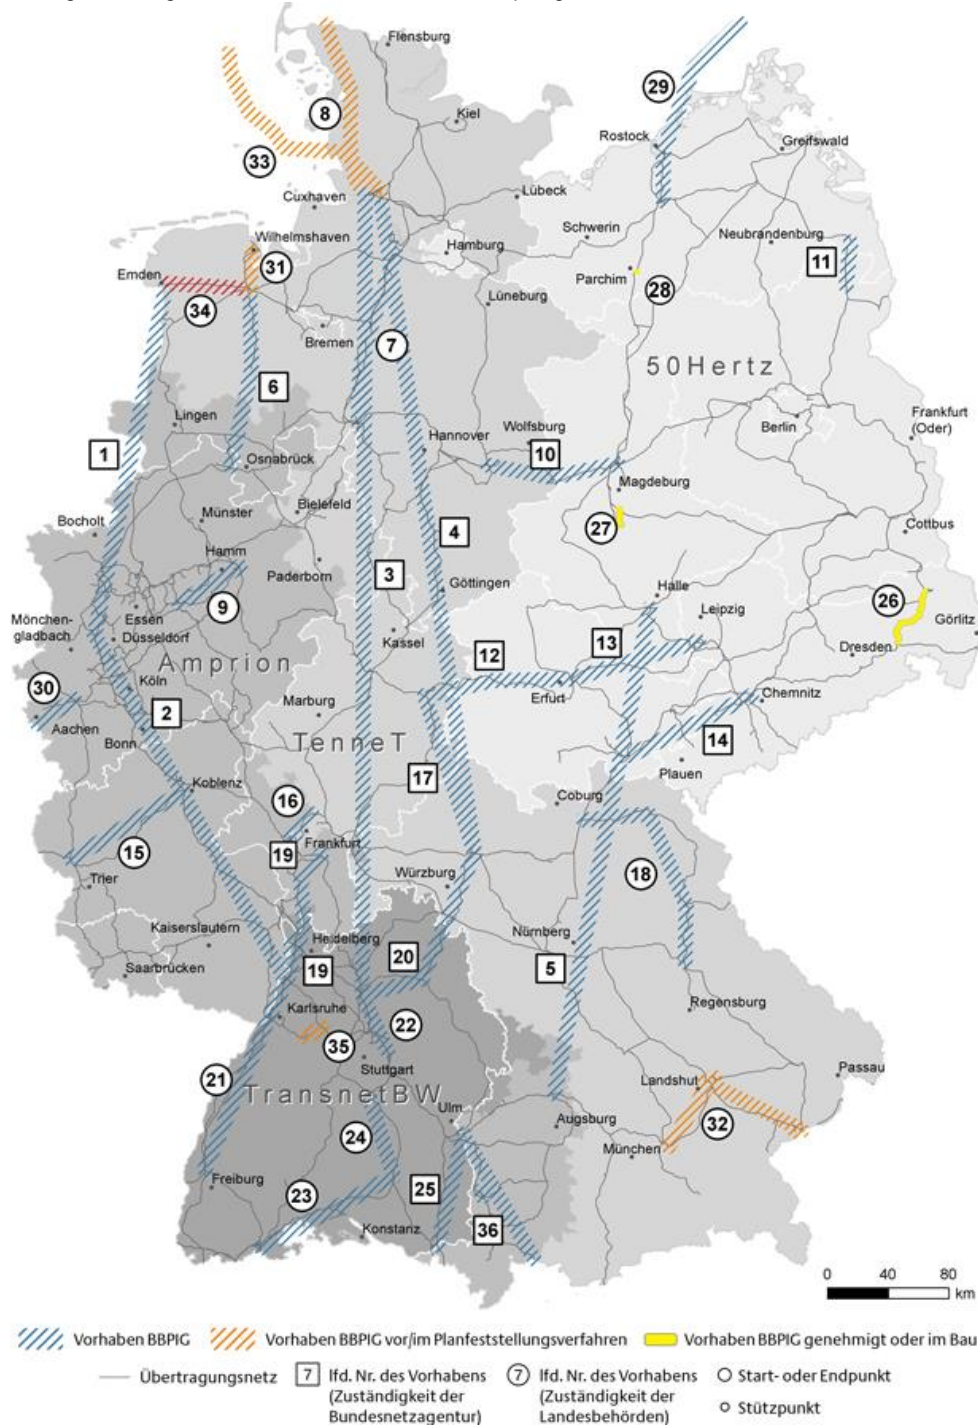 Flensburg
29
8
Kiel
33
Rostock
Greifswald
Cuxhaven
Lübeck
Schwerin
Neubrandenburg
Wilhelmshaven
Hamburg
11
Emden
31
Parchim
28
34
Lüneburg
Bremen
7
50Hertz
6
Lingen
Frankfurt
(Oder)
Hannover
Wolfsburg
Berlin
1
10
Osnabrück
Magdeburg
Bielefeld
Münster
Bocholt
27
Cottbus
4
Hamm
Paderborn
3
Göttingen
Halle
26
9
Leipzig
Essen
Görlitz
Mönchen-
gladbach
Düsseldorf
Kassel
13
Dresden
Amprion
12
30
Köln
Erfurt
Chemnitz
Marburg
2
Aachen
Bonn
TenneT
14
Plauen
17
Koblenz
Coburg
16
Frankfurt
15
19
Würzburg
Trier
18
Kaiserslautern
Nürnberg
Heidelberg
20
Saarbrücken
19
5
Regensburg
Karlsruhe
22
35
Stuttgart
Passau
21
Landshut
TransnetBW
Ulm
Augsburg
32
24
München
Freiburg
25
23
Konstanz
36
0 40 80
km
Vorhaben BBPlG Vorhaben BBPlG vor/im Planfeststellungsverfahren Vorhaben BBPlG genehmigt oder im Bau
Übertragungsnetz 7 lfd. Nr. des Vorhabens 7 lfd. Nr. des Vorhabens Start- oder Endpunkt
(Zuständigkeit der (Zuständigkeit der
Bundesnetzagentur) Landesbehörden) Stützpunkt